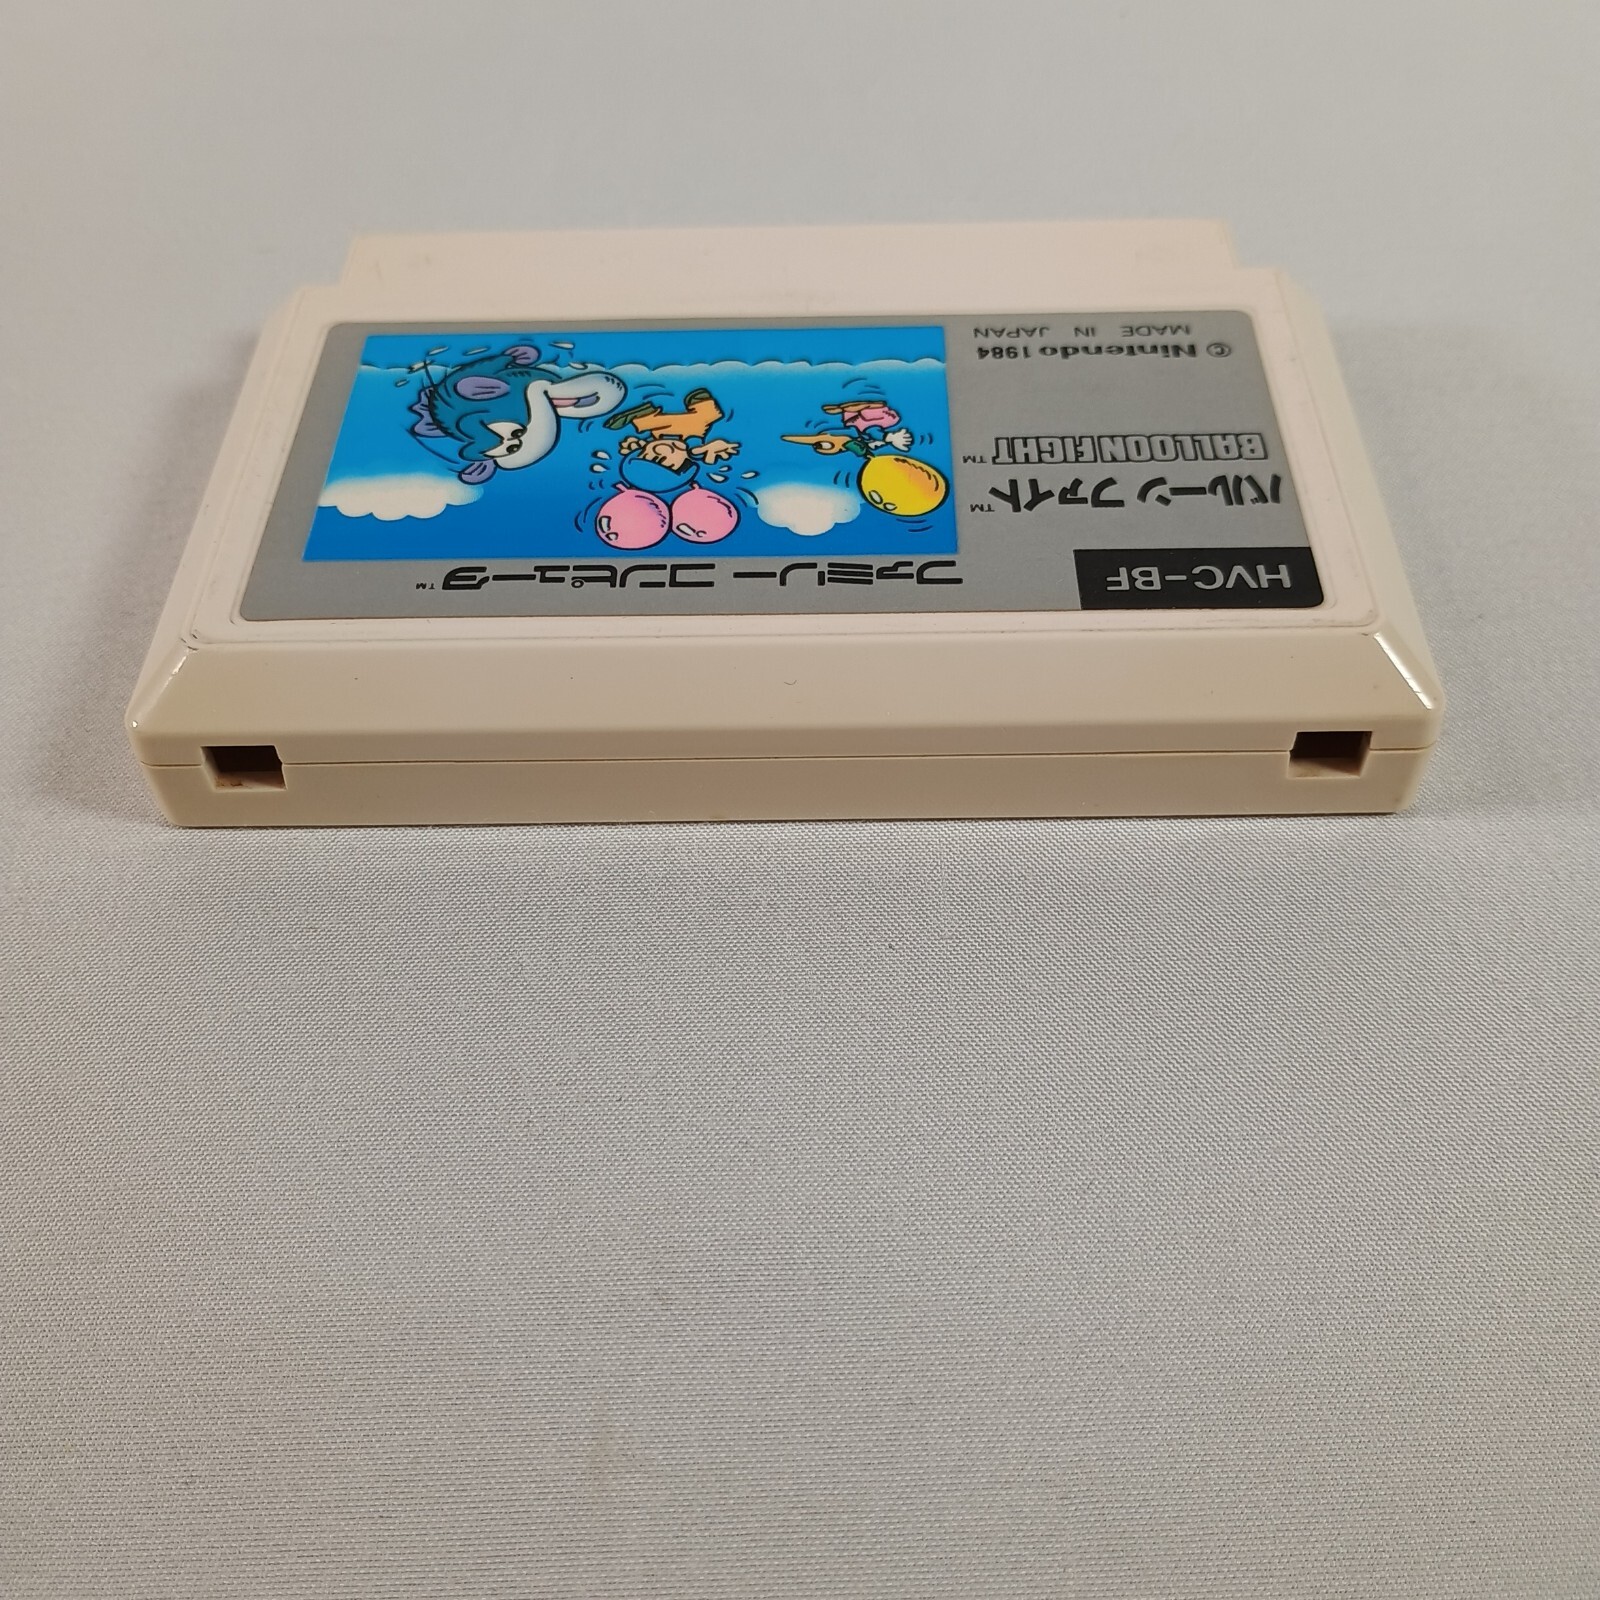 HVC-BF
ファミリー コンピュータ™
バルーン ファイト™
BALLOON FIGHT™
© Nintendo 1984
MADE IN JAPAN